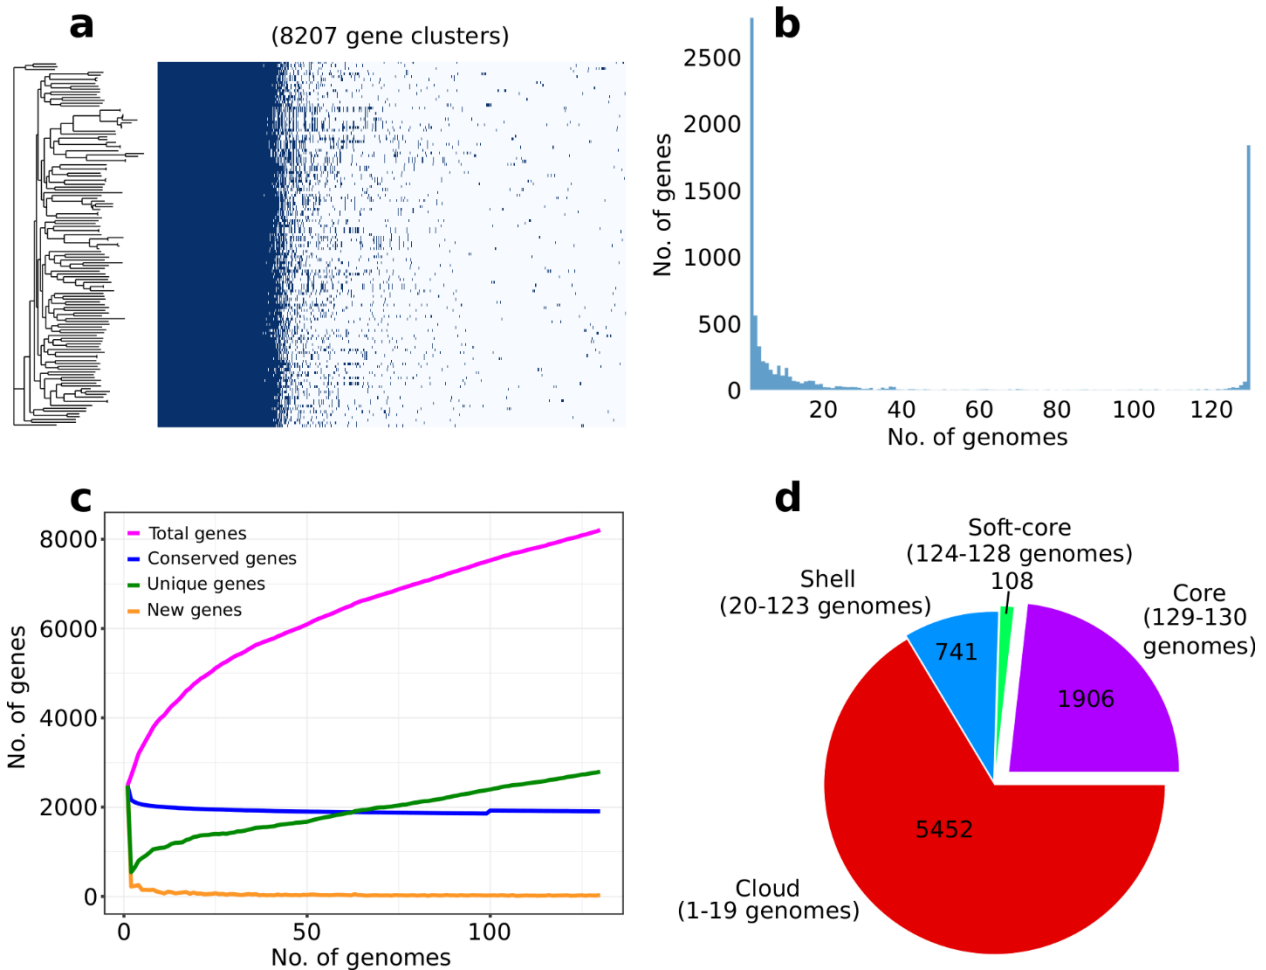 a
(8207 gene clusters)
b
No. of genes
2500
2000
1500
1000
500
0
20 40 60 80 100 120
No. of genomes
c
Total genes
Conserved genes
Unique genes
New genes
No. of genes
8000
6000
4000
2000
0
0 50 100
No. of genomes
d
Soft-core
(124-128 genomes)
108
Shell
(20-123 genomes)
741
Core
(129-130
genomes)
1906
5452
Cloud
(1-19 genomes)